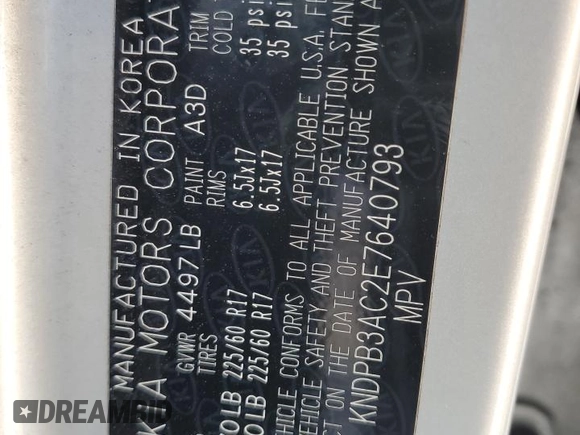 MANUFACTURED IN KOREA
KIA MOTORS CORPORAT
GVWR PAINT TRIM
4497LB A3D
TIRES RIMS COLD
LB 225/60 R17 6.5Jx17 35 psi
LB 225/60 R17 6.5Jx17 35 psi
VEHICLE CONFORMS TO ALL APPLICABLE U.S.A. FE
VEHICLE SAFETY AND THEFT PREVENTION STAN
ON THE DATE OF MANUFACTURE SHOWN A
KNDPB3AC2E7640793
MPV
KIA
DREAMBID